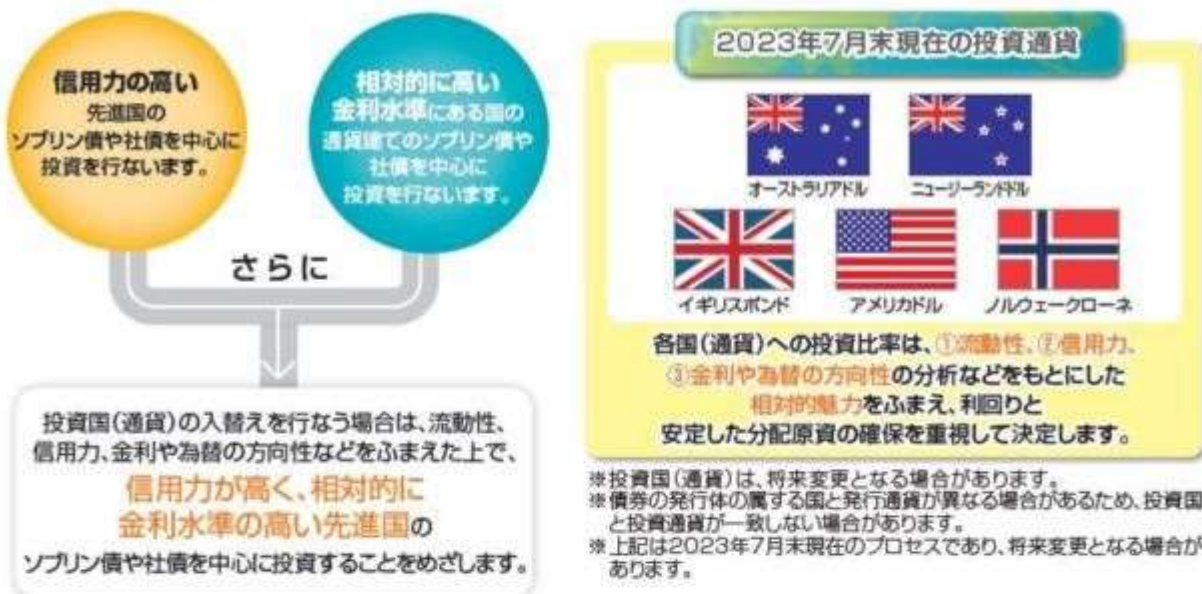 信用力の高い
先進国の
ソブリン債や社債を中心に
投資を行ないます。
相対的に高い
金利水準にある国の
通貨建てのソブリン債や
社債を中心に
投資を行ないます。
さらに
投資国(通貨)の入替えを行なう場合は、流動性、
信用力、金利や為替の方向性などをふまえた上で、
信用力が高く、相対的に
金利水準の高い先進国の
ソブリン債や社債を中心に投資することをめざします。
2023年7月末現在の投資通貨
オーストラリアドル
ニュージーランドドル
イギリスポンド
アメリカドル
ノルウェークローネ
各国(通貨)への投資比率は、①流動性、②信用力、
③金利や為替の方向性の分析などをもとにした
相対的魅力をふまえ、利回りと
安定した分配原資の確保を重視して決定します。
※投資国(通貨)は、将来変更となる場合があります。
※債券の発行体の属する国と発行通貨が異なる場合があるため、投資国
と投資通貨が一致しない場合があります。
※上記は2023年7月末現在のプロセスであり、将来変更となる場合が
あります。